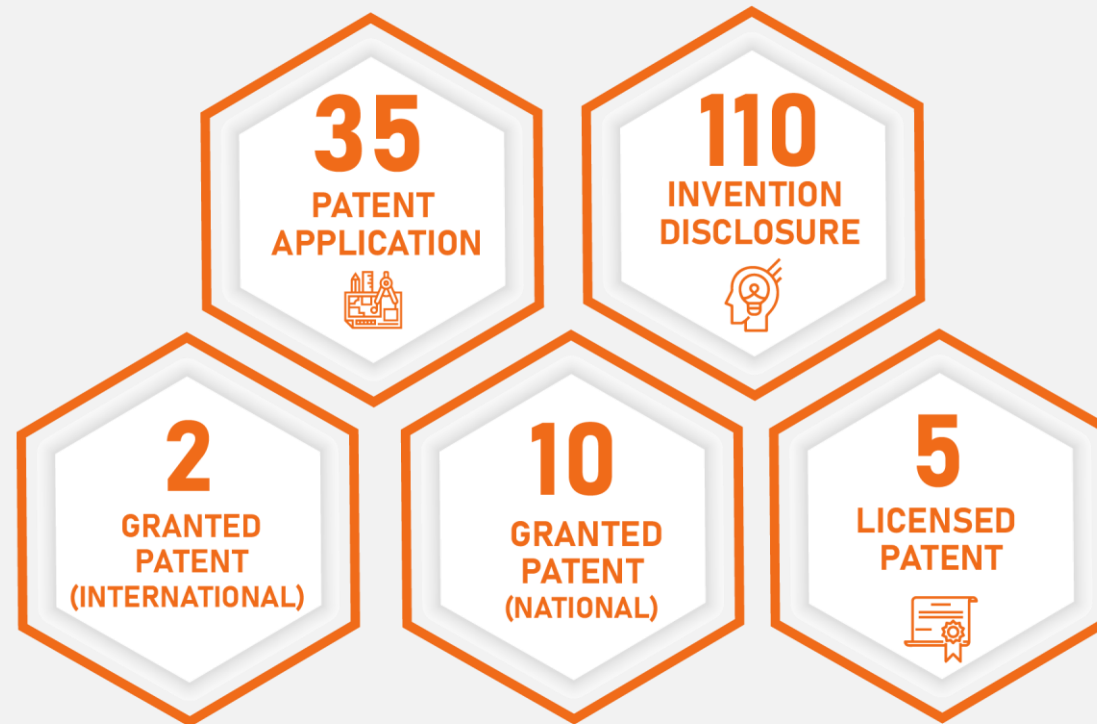 35
PATENT
APPLICATION
110
INVENTION
DISCLOSURE
2
GRANTED
PATENT
(INTERNATIONAL)
10
GRANTED
PATENT
(NATIONAL)
5
LICENSED
PATENT